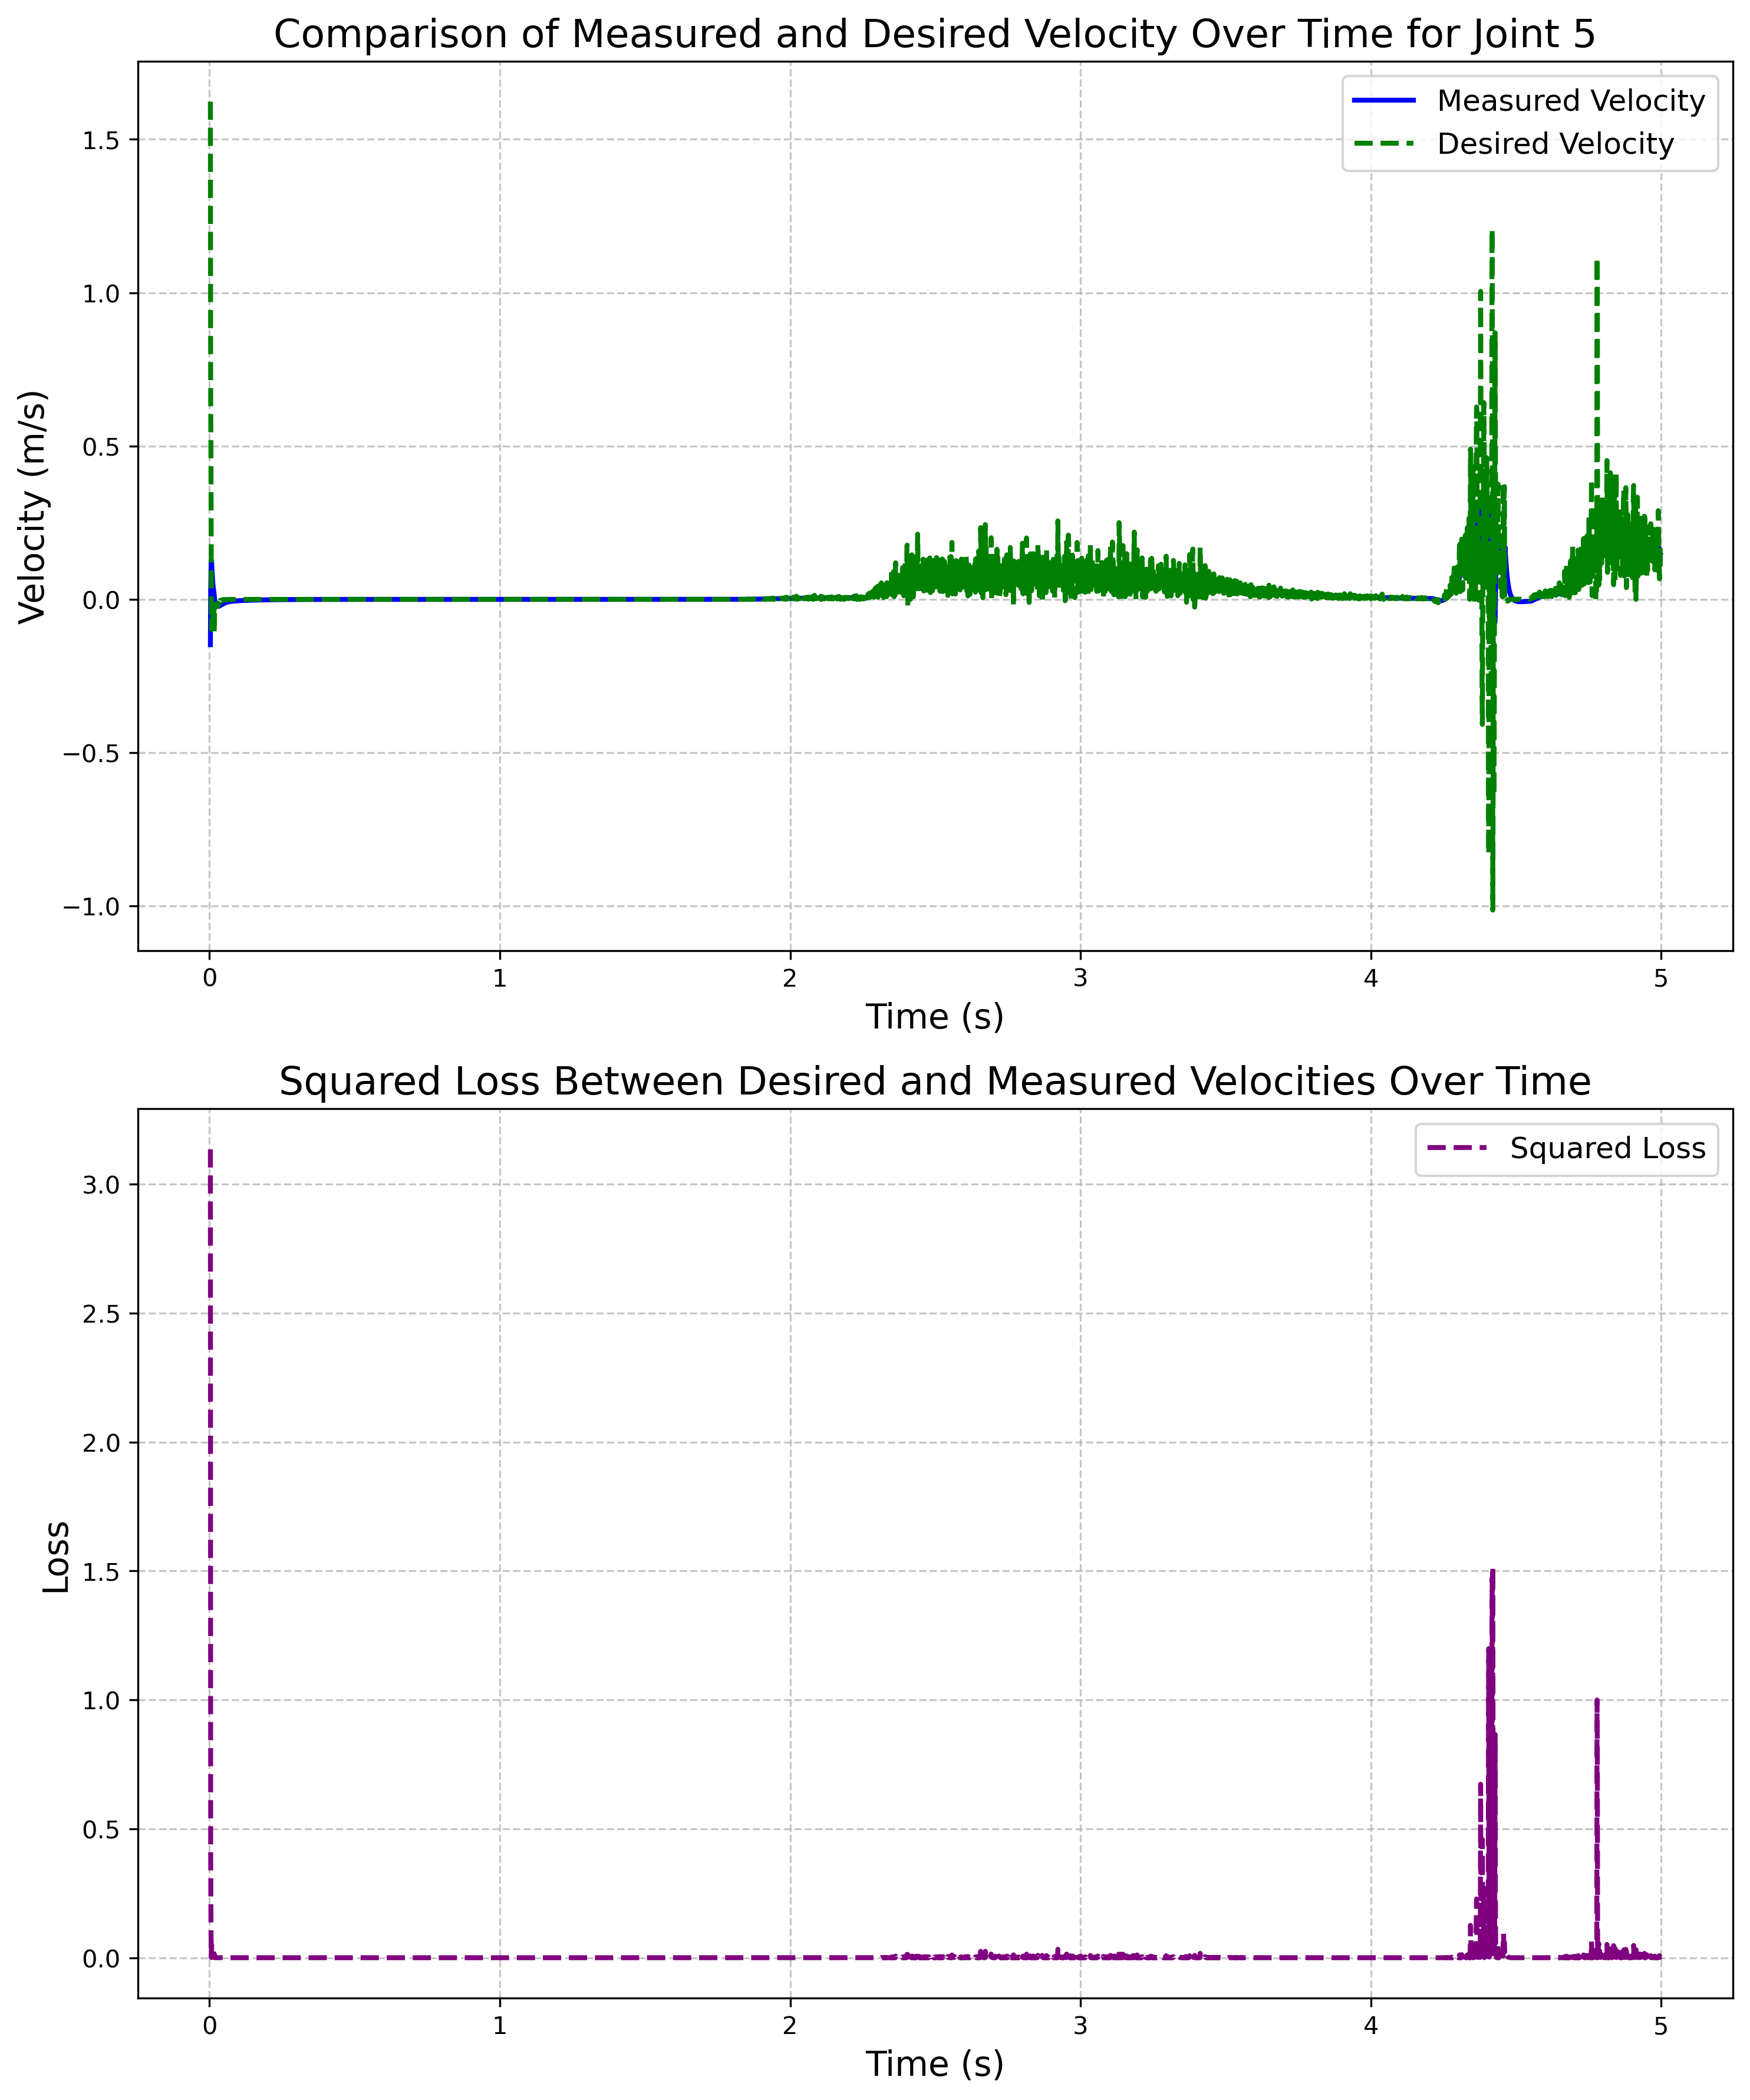 Comparison of Measured and Desired Velocity Over Time for Joint 5
Measured Velocity
Desired Velocity
Velocity (m/s)
1.5
1.0
0.5
0.0
−0.5
−1.0
0 1 2 3 4 5
Time (s)
Squared Loss Between Desired and Measured Velocities Over Time
Squared Loss
Loss
3.0
2.5
2.0
1.5
1.0
0.5
0.0
0 1 2 3 4 5
Time (s)